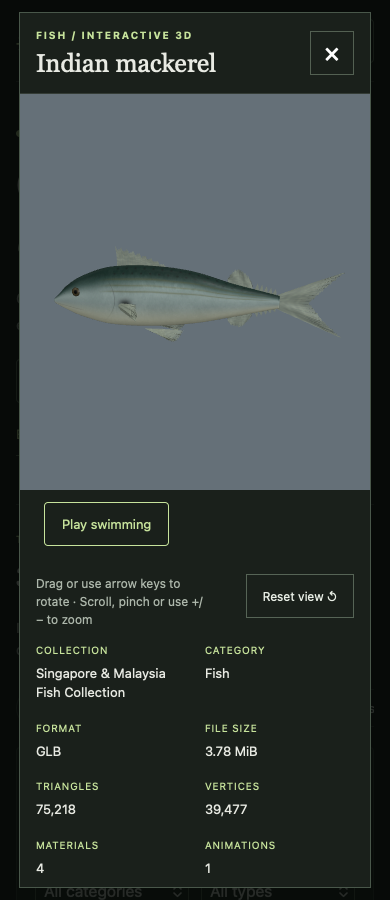 FISH / INTERACTIVE 3D
Indian mackerel
×
Play swimming
Drag or use arrow keys to
rotate · Scroll, pinch or use +/
− to zoom
Reset view ↺
COLLECTION
Singapore & Malaysia
Fish Collection
CATEGORY
Fish
FORMAT
GLB
FILE SIZE
3.78 MiB
TRIANGLES
75,218
VERTICES
39,477
MATERIALS
4
ANIMATIONS
1
All categories
All types